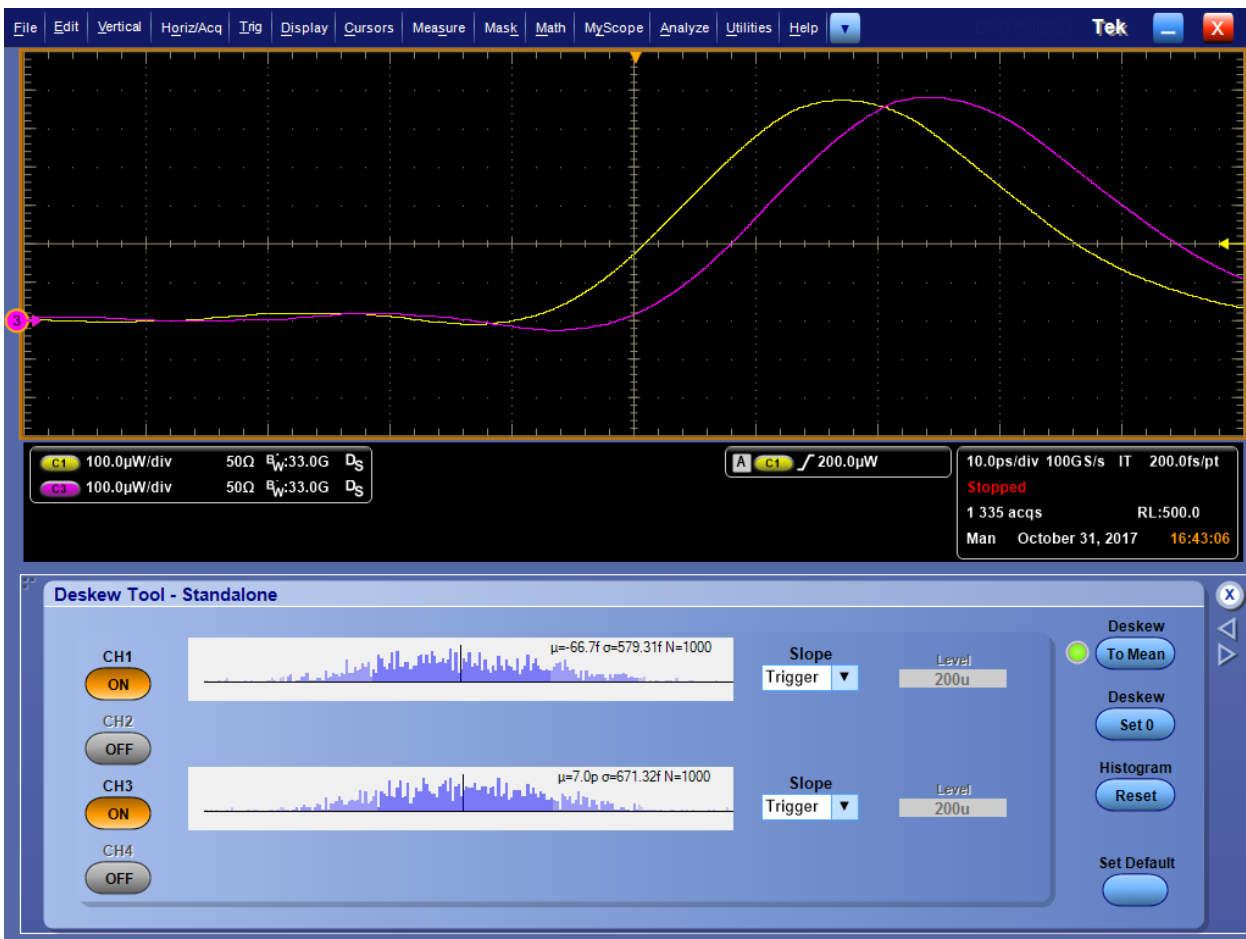 File Edit Vertical Horiz/Acq Trig Display Cursors Measure Mask Math MyScope Analyze Utilities Help Tek X
3
C1 100.0µW/div 50Ω BW:33.0G DS
C3 100.0µW/div 50Ω BW:33.0G DS
A C1 200.0µW
10.0ps/div 100GS/s IT 200.0fs/pt
Stopped
1 335 acqs RL:500.0
Man October 31, 2017 16:43:06
Deskew Tool - Standalone
X
CH1
ON
µ=-66.7f σ=579.31f N=1000
Slope
Trigger
Level
200u
CH2
OFF
CH3
ON
µ=7.0p σ=671.32f N=1000
Slope
Trigger
Level
200u
CH4
OFF
Deskew
To Mean
Deskew
Set 0
Histogram
Reset
Set Default